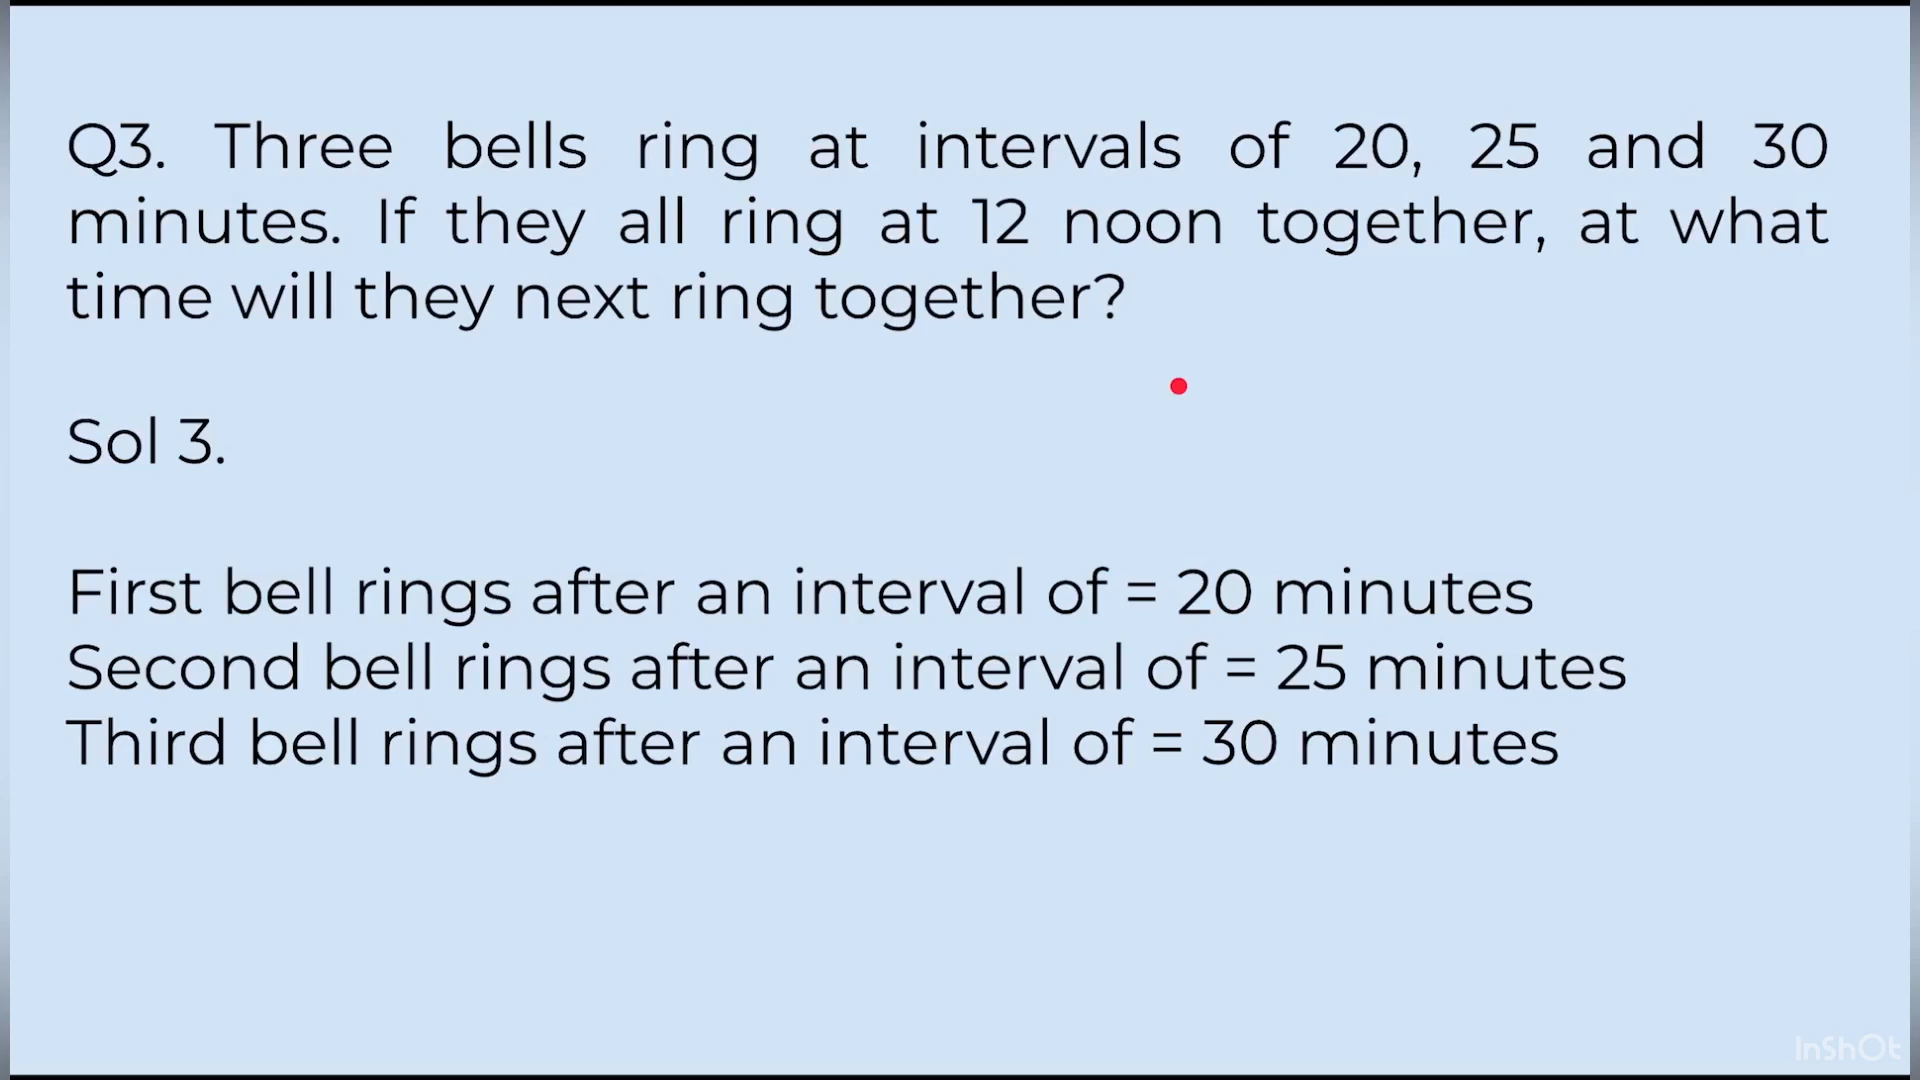 Q3. Three bells ring at intervals of 20, 25 and 30
minutes. If they all ring at 12 noon together, at what
time will they next ring together?
Sol 3.
First bell rings after an interval of = 20 minutes
Second bell rings after an interval of = 25 minutes
Third bell rings after an interval of = 30 minutes
InShOt